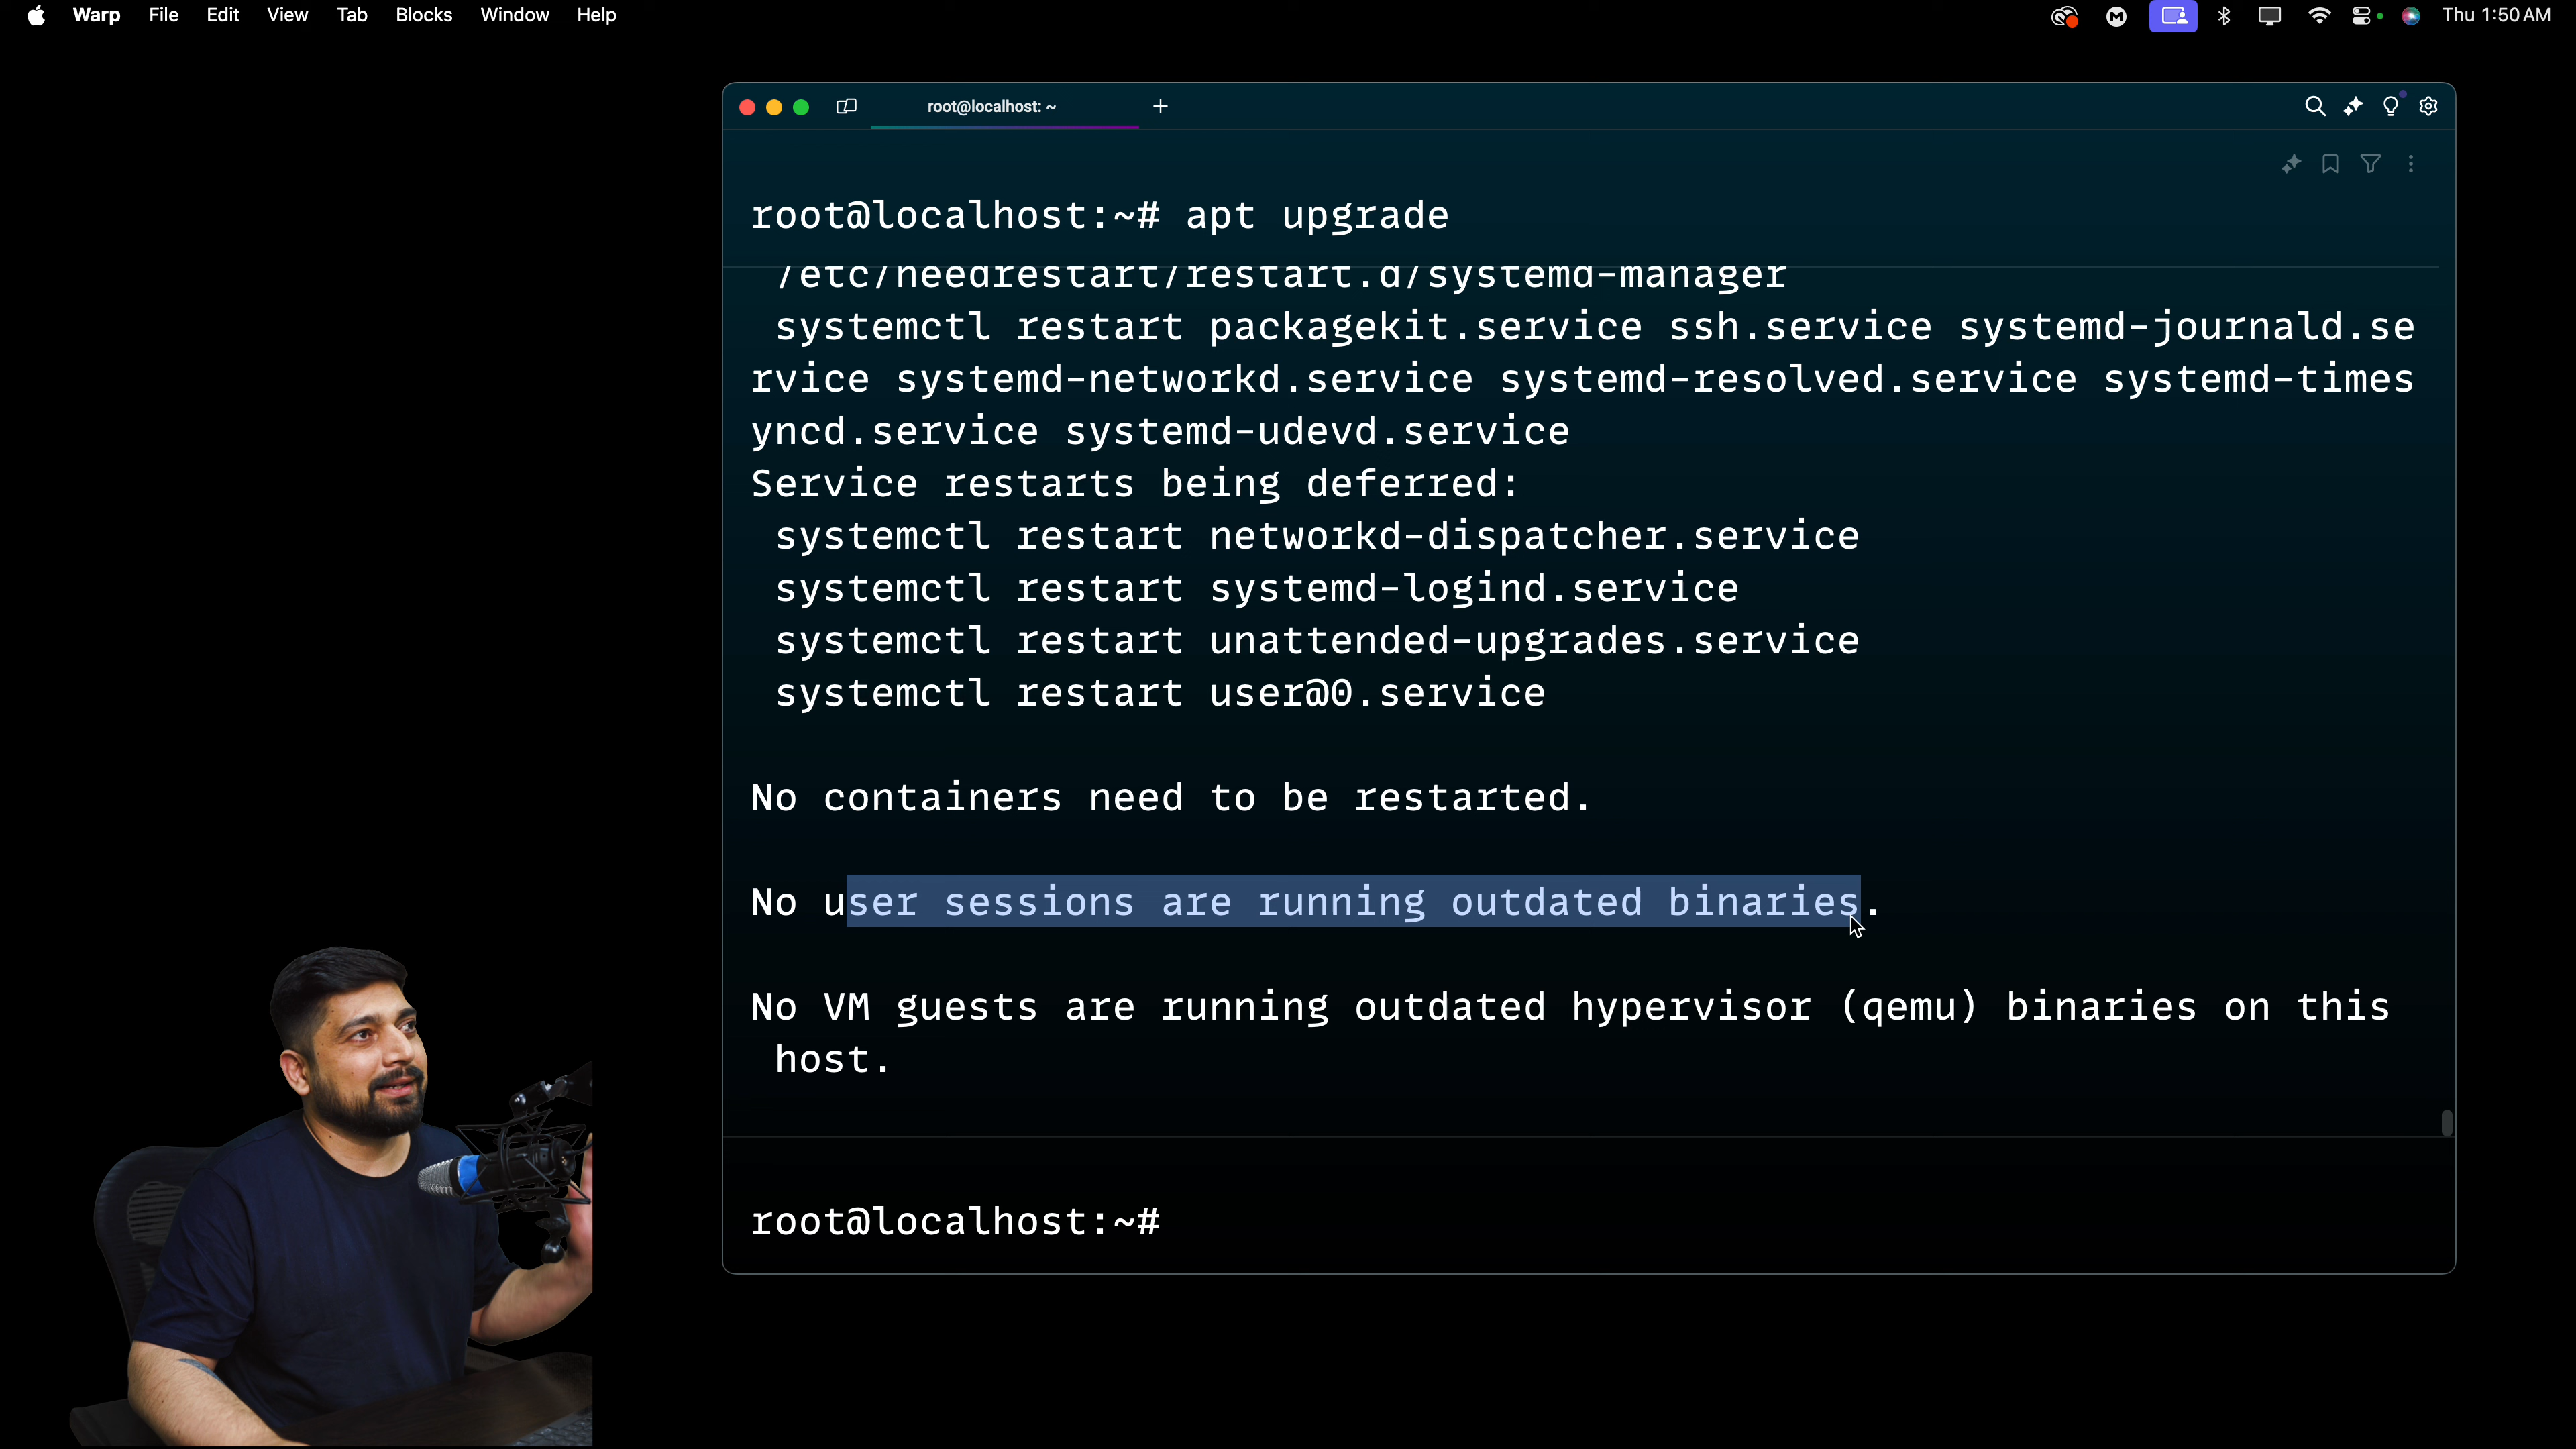 Warp File Edit View Tab Blocks Window Help
Thu 1:50 AM
root@localhost: ~
root@localhost:~# apt upgrade
/etc/needrestart/restart.d/systemd-manager
systemctl restart packagekit.service ssh.service systemd-journald.se
rvice systemd-networkd.service systemd-resolved.service systemd-times
yncd.service systemd-udevd.service
Service restarts being deferred:
systemctl restart networkd-dispatcher.service
systemctl restart systemd-logind.service
systemctl restart unattended-upgrades.service
systemctl restart user@0.service
No containers need to be restarted.
No user sessions are running outdated binaries.
No VM guests are running outdated hypervisor (qemu) binaries on this
host.
root@localhost:~#